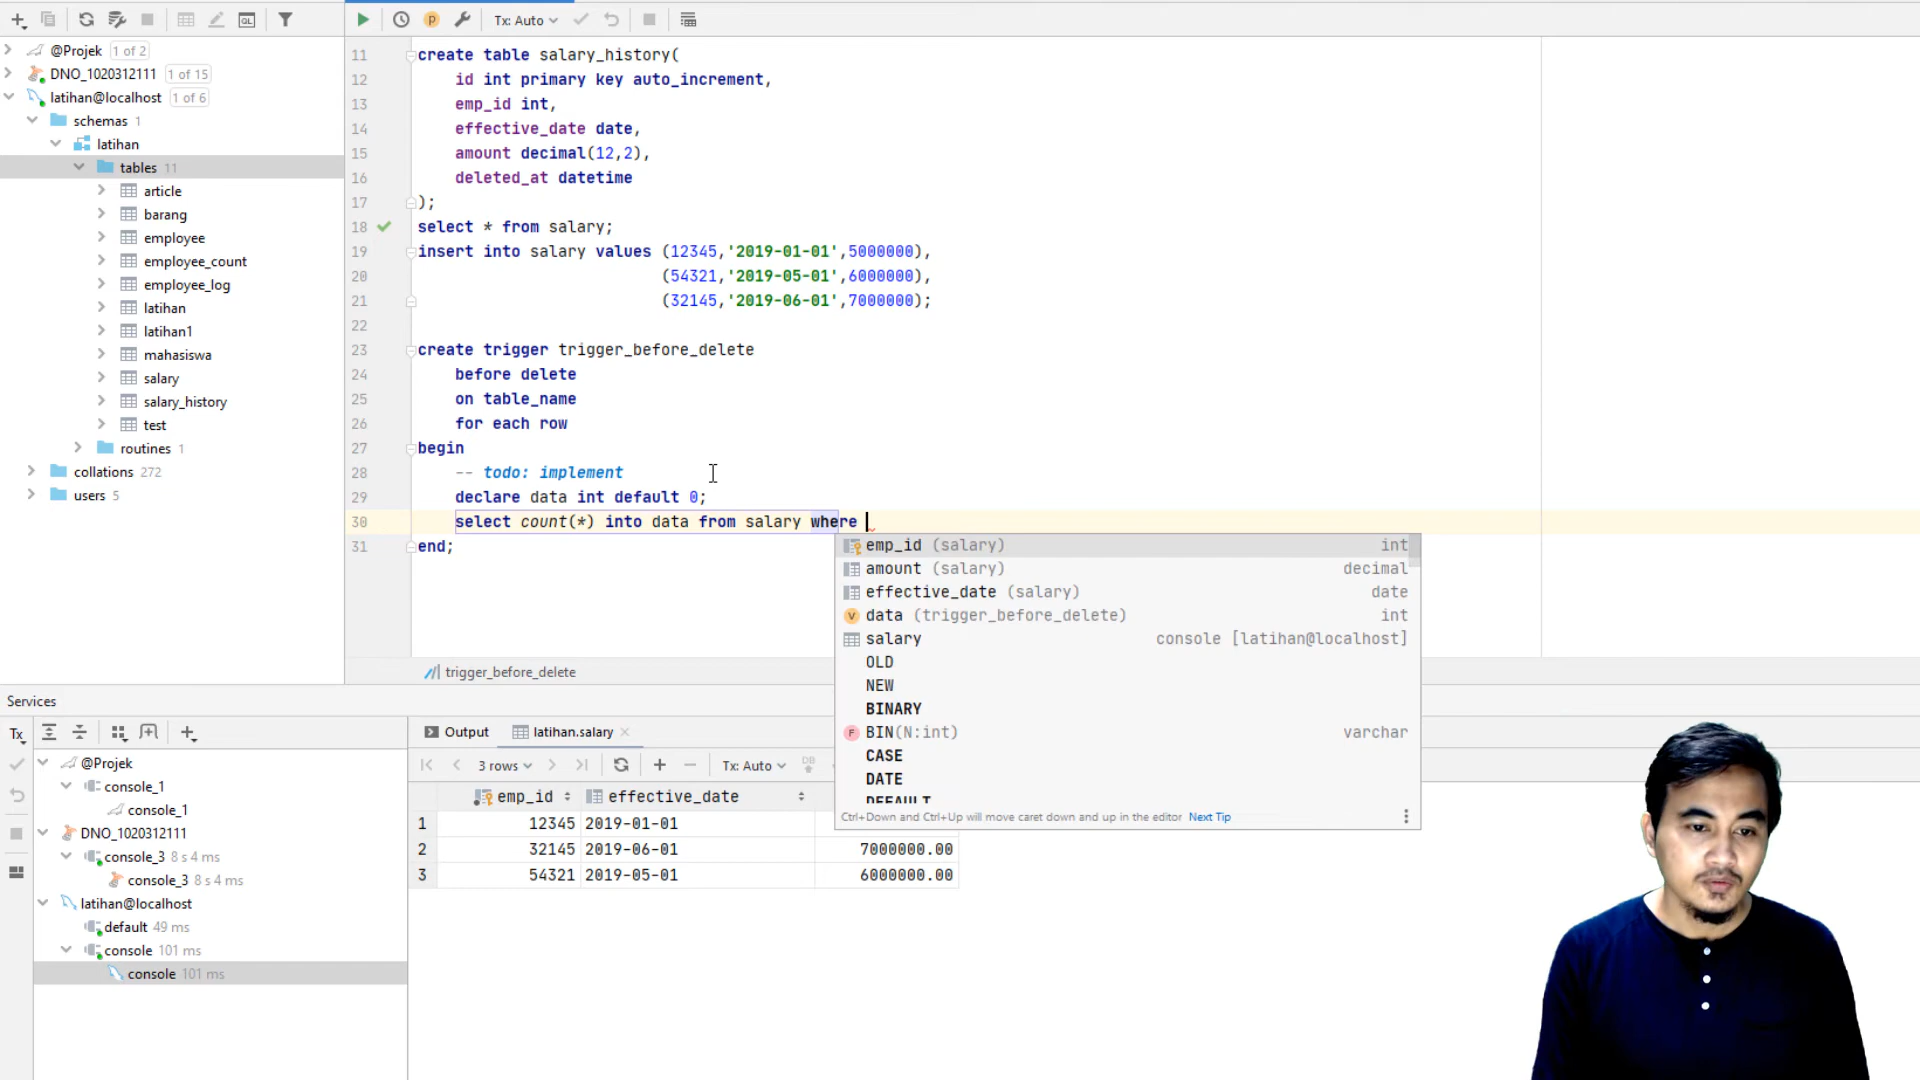 Tx: Auto
@Projek 1 of 2
DNO_1020312111 1 of 15
latihan@localhost 1 of 6
schemas 1
latihan
tables 11
article
barang
employee
employee_count
employee_log
latihan
latihan1
mahasiswa
salary
salary_history
test
routines 1
collations 272
users 5
11 create table salary_history(
12 id int primary key auto_increment,
13 emp_id int,
14 effective_date date,
15 amount decimal(12,2),
16 deleted_at datetime
17 );
18 select * from salary;
19 insert into salary values (12345,'2019-01-01',5000000),
20 (54321,'2019-05-01',6000000),
21 (32145,'2019-06-01',7000000);
22
23 create trigger trigger_before_delete
24 before delete
25 on table_name
26 for each row
27 begin
28 -- todo: implement
29 declare data int default 0;
30 select count(*) into data from salary where
31 end;
emp_id (salary) int
amount (salary) decimal
effective_date (salary) date
data (trigger_before_delete) int
salary console [latihan@localhost]
OLD
NEW
BINARY
BIN(N:int) varchar
CASE
DATE
DEFAULT
Ctrl+Down and Ctrl+Up will move caret down and up in the editor Next Tip
trigger_before_delete
Services
Tx
@Projek
console_1
console_1
DNO_1020312111
console_3 8 s 4 ms
console_3 8 s 4 ms
latihan@localhost
default 49 ms
console 101 ms
console 101 ms
Output latihan.salary
3 rows Tx: Auto DB
emp_id effective_date
1 12345 2019-01-01
2 32145 2019-06-01 7000000.00
3 54321 2019-05-01 6000000.00